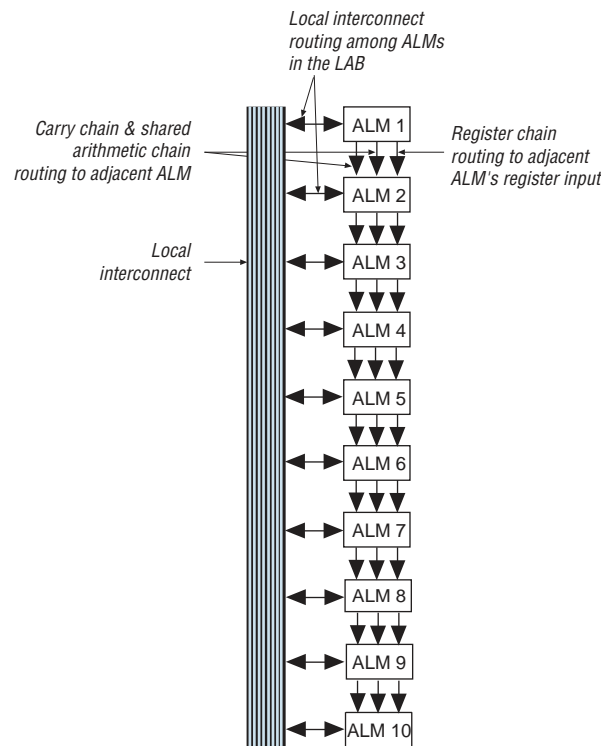 Local interconnect
routing among ALMs
in the LAB
Carry chain & shared
arithmetic chain
routing to adjacent ALM
Register chain
routing to adjacent
ALM's register input
Local
interconnect
ALM 1
ALM 2
ALM 3
ALM 4
ALM 5
ALM 6
ALM 7
ALM 8
ALM 9
ALM 10